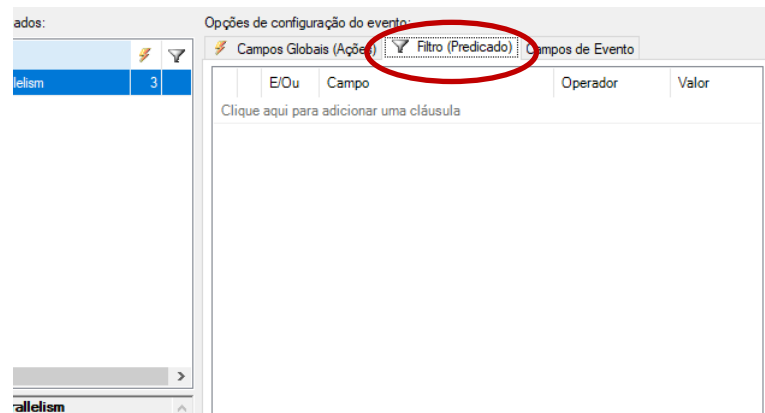 ados:
Opções de configuração do evento:
Campos Globais (Ações)
Filtro (Predicado)
Campos de Evento
E/Ou Campo Operador Valor
lelism 3
Clique aqui para adicionar uma cláusula
rallelism